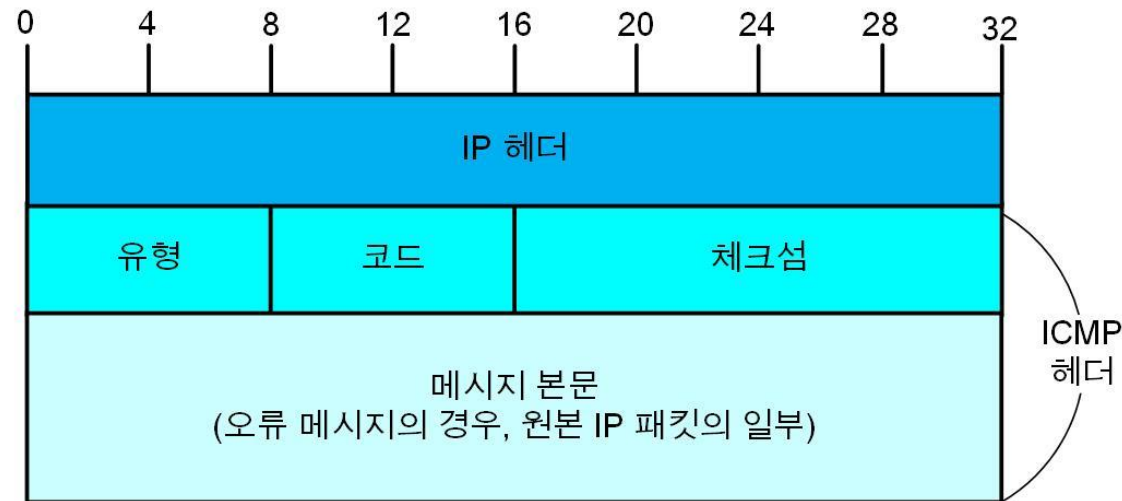 0 4 8 12 16 20 24 28 32
IP 헤더
유형 코드 체크섬
ICMP
헤더
메시지 본문
(오류 메시지의 경우, 원본 IP 패킷의 일부)